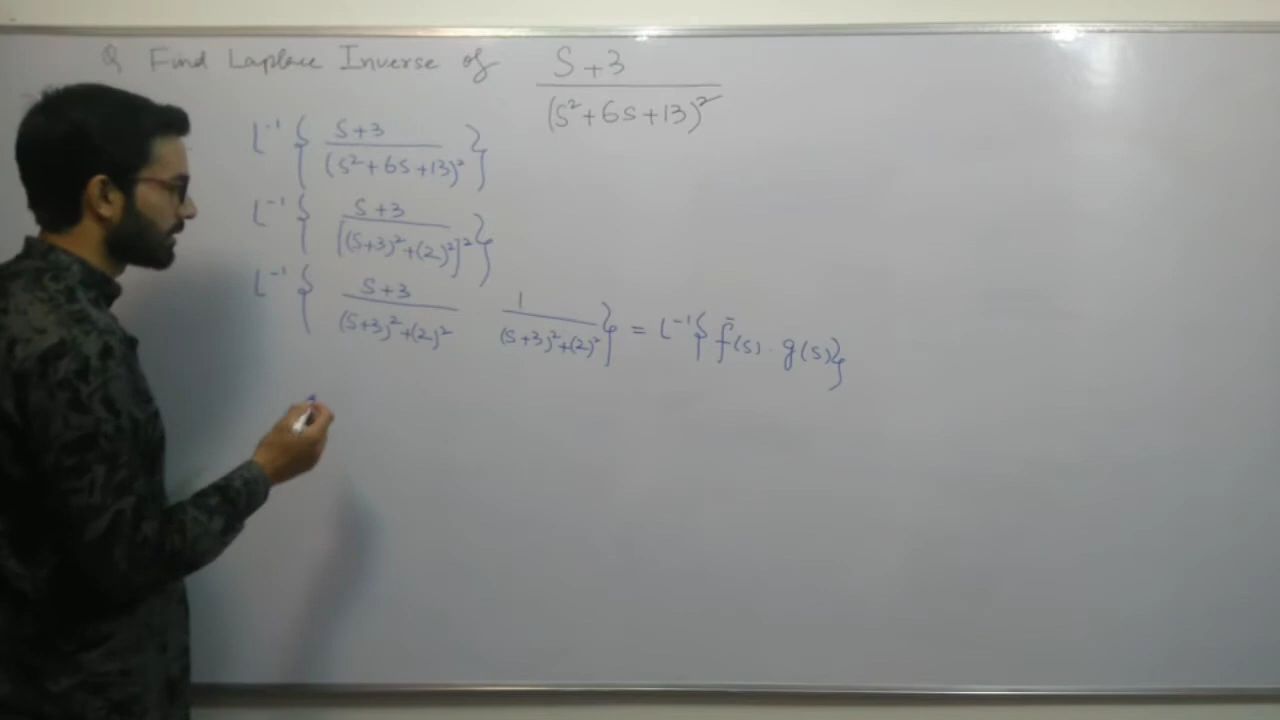 Q Find Laplace Inverse of (S+3)/(S²+6S+13)²
L⁻¹{ (S+3)/(S²+6S+13)² }
L⁻¹{ (S+3)/[(S+3)²+(2)²]² }
L⁻¹{ (S+3)/((S+3)²+(2)²) 1/((S+3)²+(2)²) } = L⁻¹{ f̄(s) . g(s) }